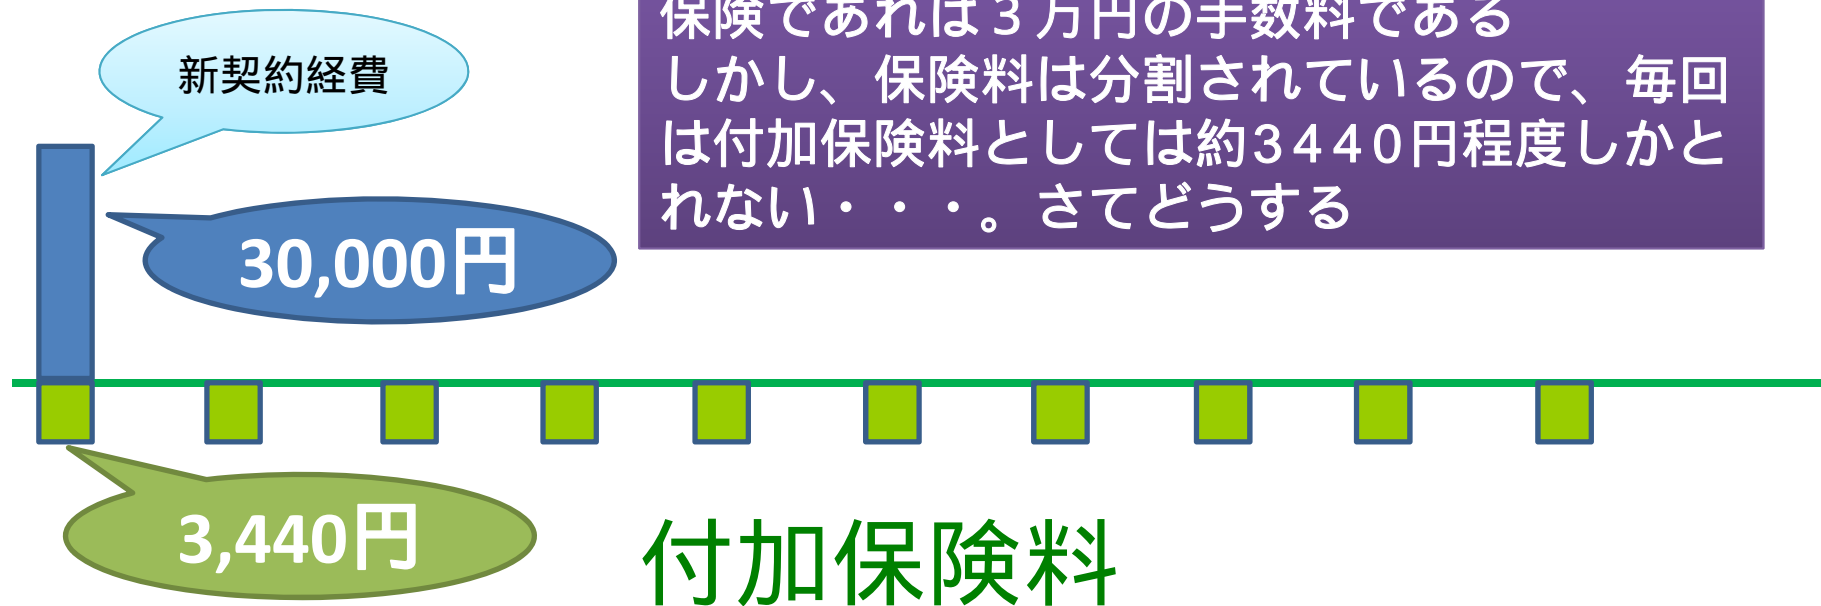 保険であれば３万円の手数料である
しかし、保険料は分割されているので、毎回
は付加保険料としては約3４４０円程度しかと
れない・・・。さてどうする
新契約経費
30,000円
3,440円
付加保険料